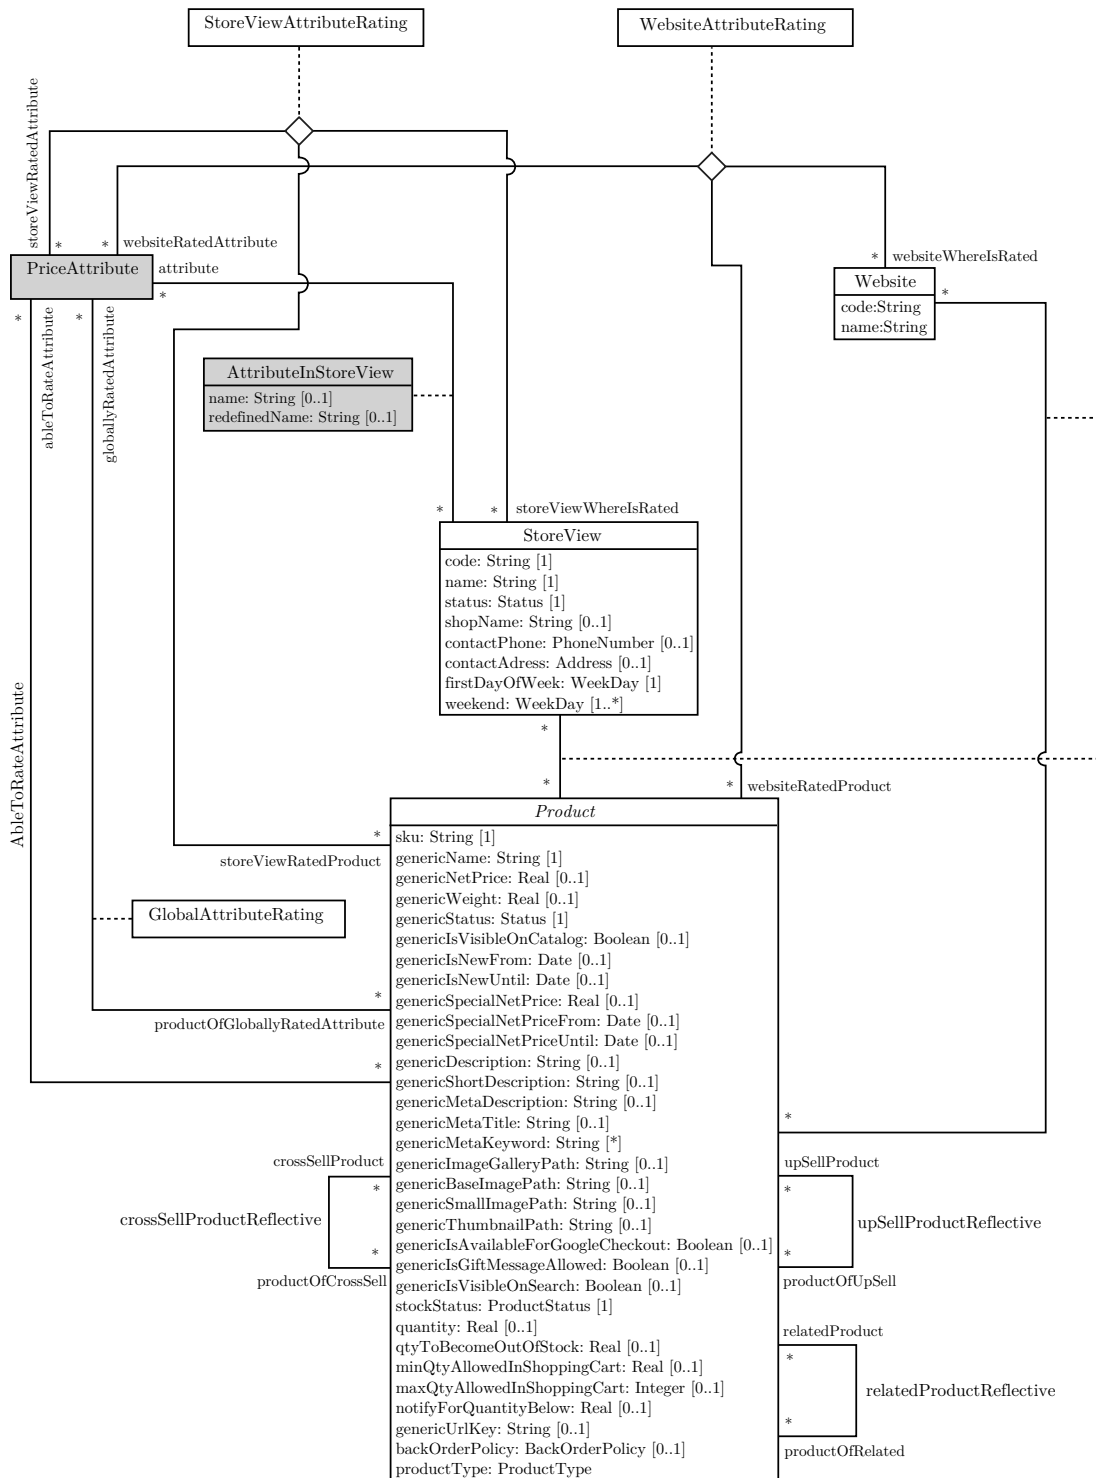 StoreViewAttributeRating
WebsiteAttributeRating
storeViewRatedAttribute
*
*
websiteRatedAttribute
*
websiteWhereIsRated
PriceAttribute
attribute
*
Website
code:String
name:String
*
*
ableToRateAttribute
*
globallyRatedAttribute
AttributeInStoreView
name: String [0..1]
redefinedName: String [0..1]
*
*
storeViewWhereIsRated
StoreView
code: String [1]
name: String [1]
status: Status [1]
shopName: String [0..1]
contactPhone: PhoneNumber [0..1]
contactAdress: Address [0..1]
firstDayOfWeek: WeekDay [1]
weekend: WeekDay [1..*]
*
*
*
websiteRatedProduct
AbleToRateAttribute
*
storeViewRatedProduct
GlobalAttributeRating
*
productOfGloballyRatedAttribute
*
Product
sku: String [1]
genericName: String [1]
genericNetPrice: Real [0..1]
genericWeight: Real [0..1]
genericStatus: Status [1]
genericIsVisibleOnCatalog: Boolean [0..1]
genericIsNewFrom: Date [0..1]
genericIsNewUntil: Date [0..1]
genericSpecialNetPrice: Real [0..1]
genericSpecialNetPriceFrom: Date [0..1]
genericSpecialNetPriceUntil: Date [0..1]
genericDescription: String [0..1]
genericShortDescription: String [0..1]
genericMetaDescription: String [0..1]
genericMetaTitle: String [0..1]
genericMetaKeyword: String [*]
genericImageGalleryPath: String [0..1]
genericBaseImagePath: String [0..1]
genericSmallImagePath: String [0..1]
genericThumbnailPath: String [0..1]
genericIsAvailableForGoogleCheckout: Boolean [0..1]
genericIsGiftMessageAllowed: Boolean [0..1]
genericIsVisibleOnSearch: Boolean [0..1]
stockStatus: ProductStatus [1]
quantity: Real [0..1]
qtyToBecomeOutOfStock: Real [0..1]
minQtyAllowedInShoppingCart: Real [0..1]
maxQtyAllowedInShoppingCart: Integer [0..1]
notifyForQuantityBelow: Real [0..1]
genericUrlKey: String [0..1]
backOrderPolicy: BackOrderPolicy [0..1]
productType: ProductType
*
crossSellProduct
*
crossSellProductReflective
*
productOfCrossSell
upSellProduct
*
upSellProductReflective
*
productOfUpSell
relatedProduct
*
relatedProductReflective
*
productOfRelated